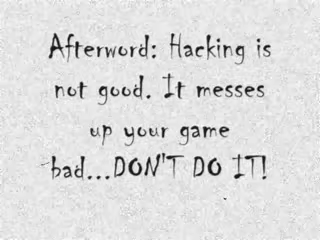 Afterword: Hacking is
not good. It messes
up your game
bad...DON'T DO IT!